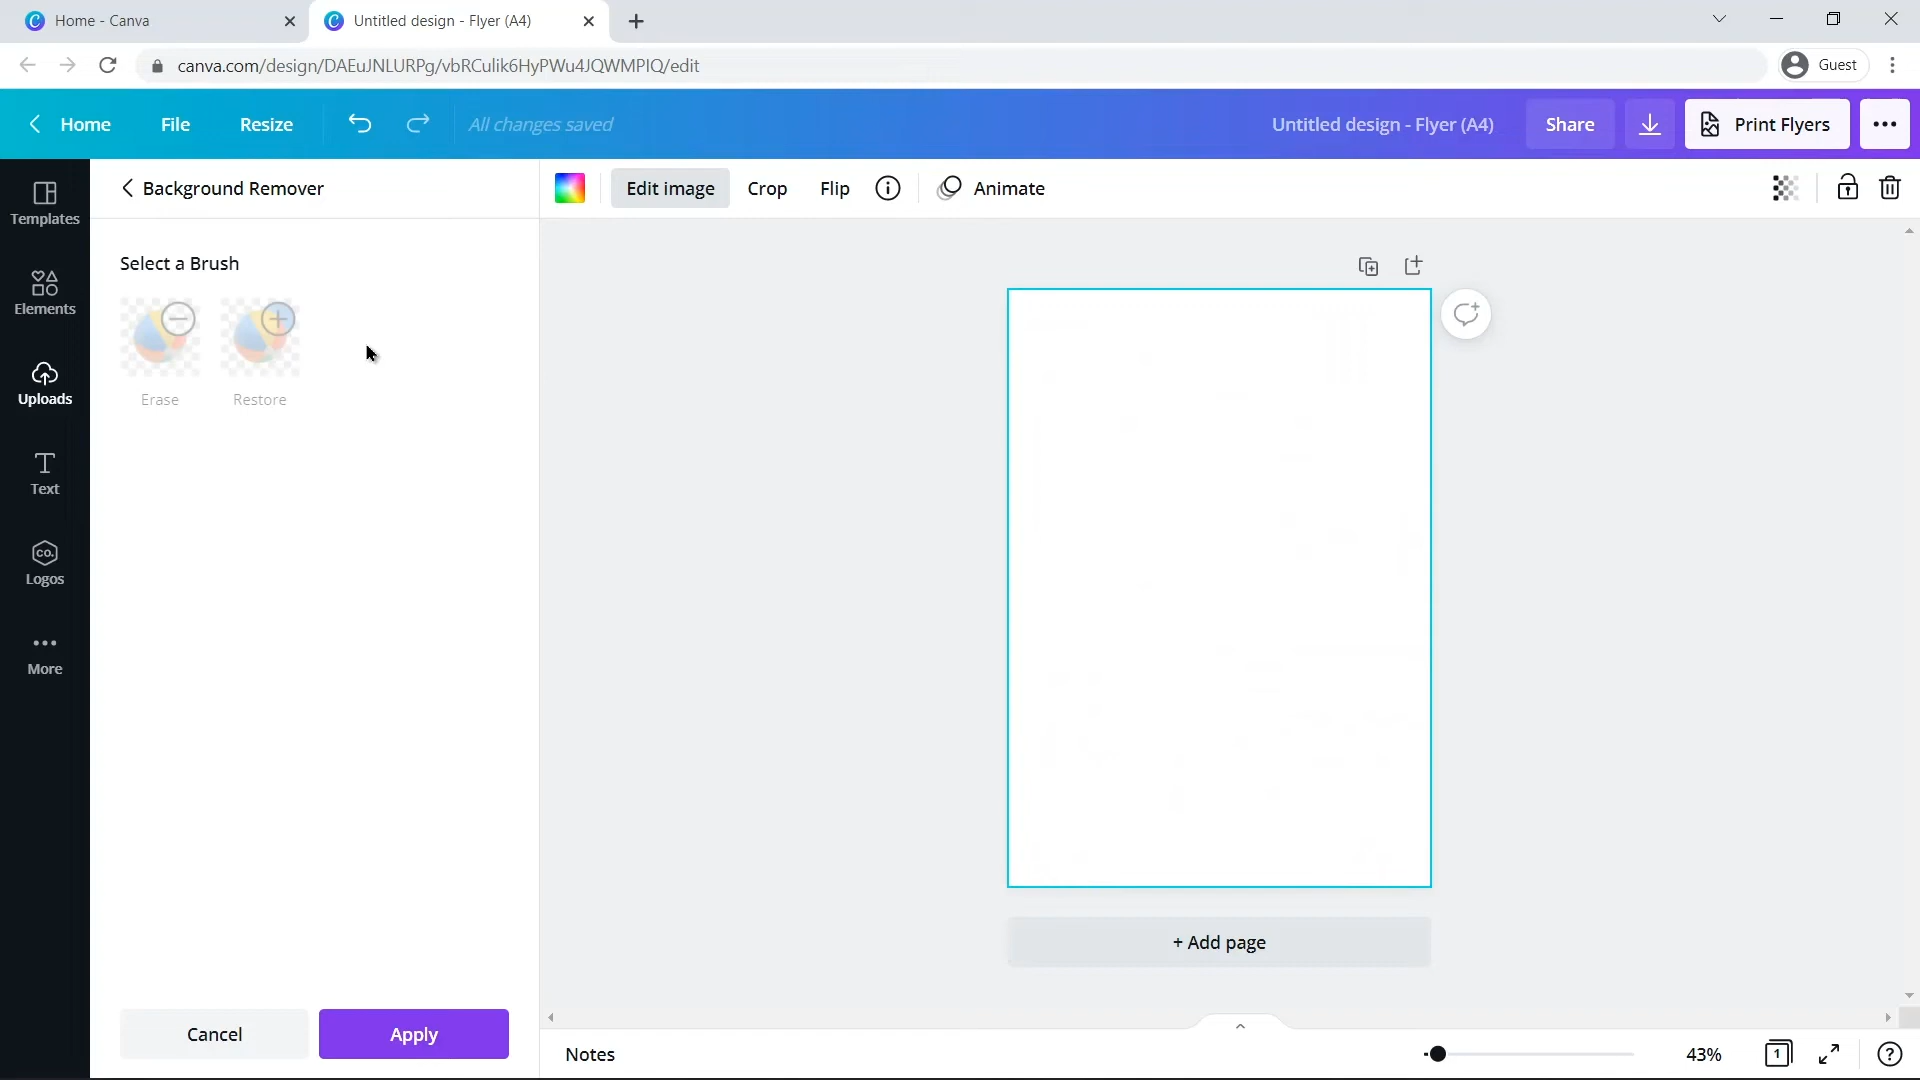 Home - Canva
Untitled design - Flyer (A4)
canva.com/design/DAEuJNLURPg/vbRCulik6HyPWu4JQWMPIQ/edit
Guest
Home
File
Resize
All changes saved
Untitled design - Flyer (A4)
Share
Print Flyers
Templates
Elements
Uploads
Text
co.
Logos
More
Background Remover
Select a Brush
Erase
Restore
Cancel
Apply
Edit image
Crop
Flip
Animate
+ Add page
Notes
43%
1